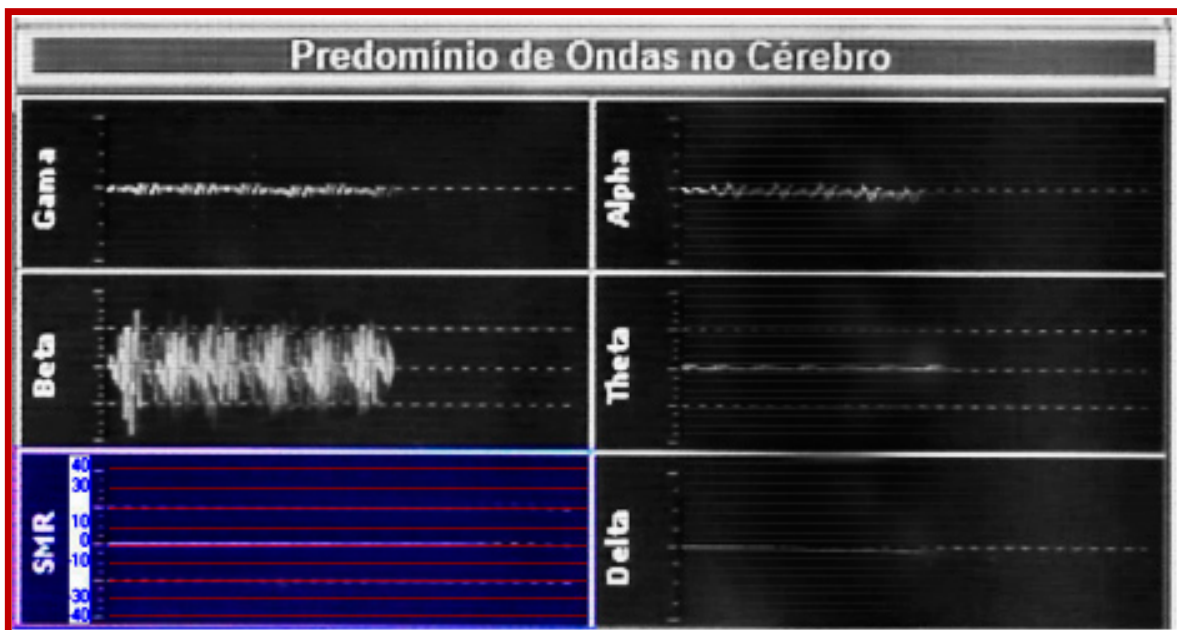 Predomínio de Ondas no Cérebro
Gama
Alpha
Beta
Theta
SMR
40
30
10
0
-10
30
40
Delta